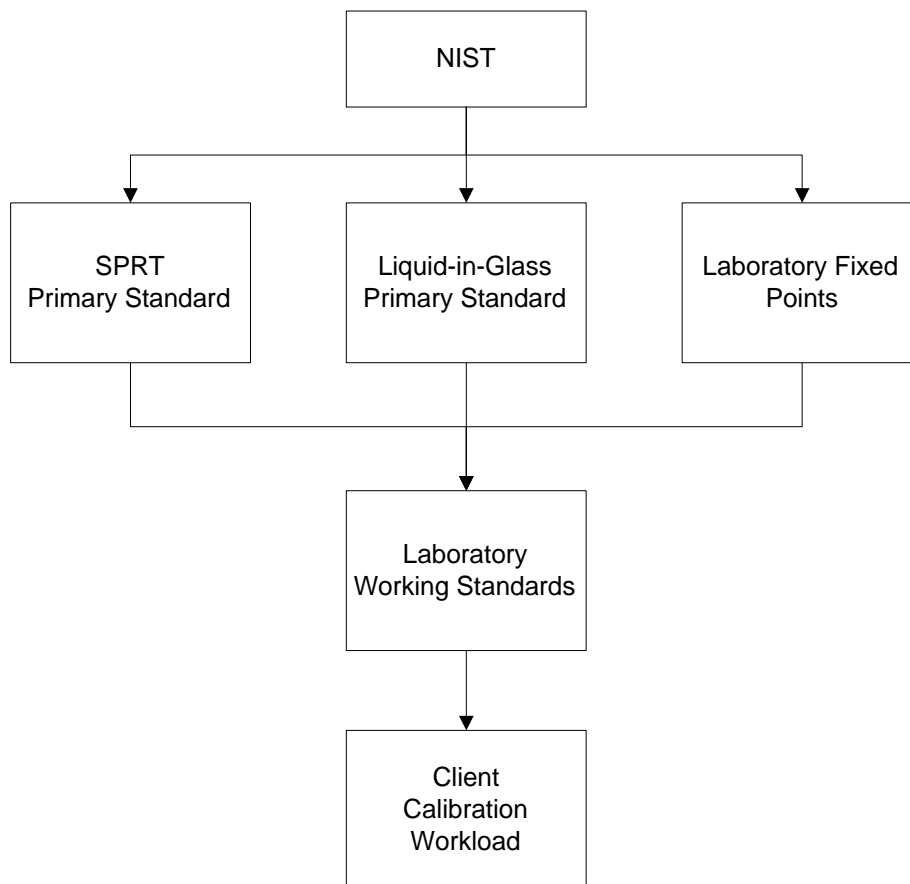 NIST
SPRT
Primary Standard
Liquid-in-Glass
Primary Standard
Laboratory Fixed
Points
Laboratory
Working Standards
Client
Calibration
Workload